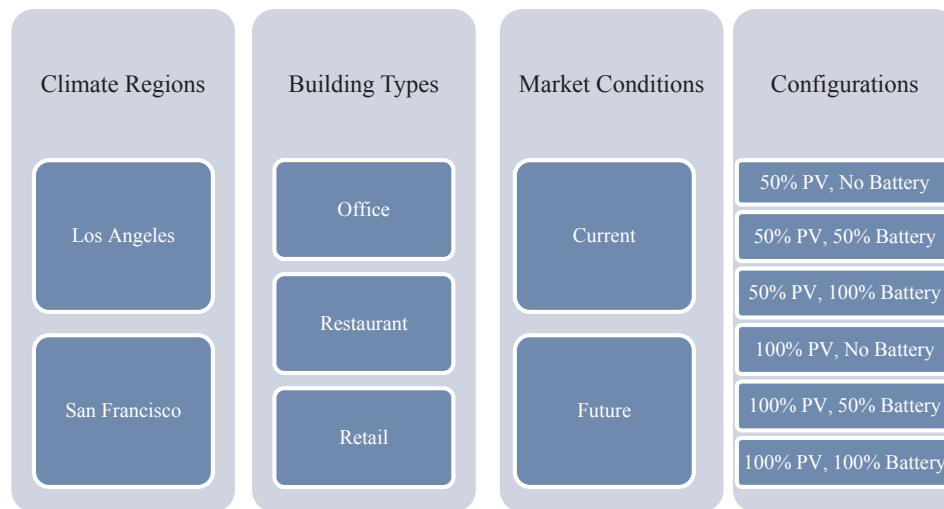 Climate Regions
Los Angeles
San Francisco
Building Types
Office
Restaurant
Retail
Market Conditions
Current
Future
Configurations
50% PV, No Battery
50% PV, 50% Battery
50% PV, 100% Battery
100% PV, No Battery
100% PV, 50% Battery
100% PV, 100% Battery